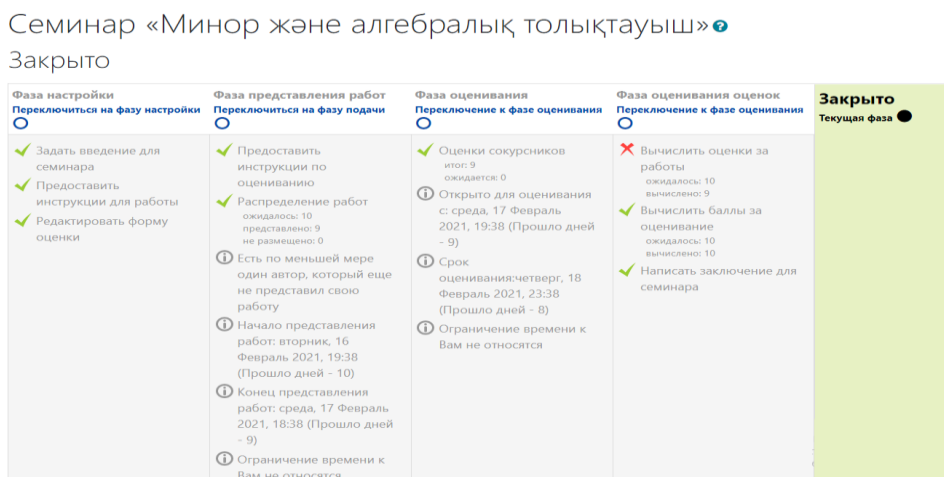 Семинар «Минор және алгебралық толықтауыш»
Закрыто
Фаза настройки
Переключиться на фазу настройки
Задать введение для
семинара
Предоставить
инструкции для работы
Редактировать форму
оценки
Фаза представления работ
Переключиться на фазу подачи
Предоставить
инструкции по
оцениванию
Распределение работ
ожидалось: 10
представлено: 9
не размещено: 0
Есть по меньшей мере
один автор, который еще
не представил свою
работу
Начало представления
работ: вторник, 16
Февраль 2021, 19:38
(Прошло дней - 10)
Конец представления
работ: среда, 17 Февраль
2021, 18:38 (Прошло дней
- 9)
Ограничение времени к
Вам не относятся
Фаза оценивания
Переключение к фазе оценивания
Оценки сокурсников
итог: 9
ожидается: 0
Открыто для оценивания
с: среда, 17 Февраль
2021, 19:38 (Прошло дней
- 9)
Срок
оценивания:четверг, 18
Февраль 2021, 23:38
(Прошло дней - 8)
Ограничение времени к
Вам не относятся
Фаза оценивания оценок
Переключение к фазе оценивания
Вычислить оценки за
работы
ожидалось: 10
вычислено: 9
Вычислить баллы за
оценивание
ожидалось: 10
вычислено: 10
Написать заключение для
семинара
Закрыто
Текущая фаза